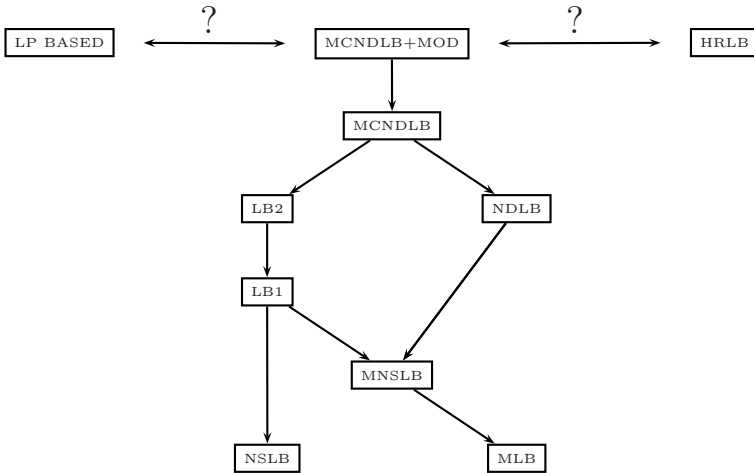 ? ?
LP BASED MCNDLB+MOD HRLB
MCNDLB
LB2 NDLB
LB1
MNSLB
NSLB MLB